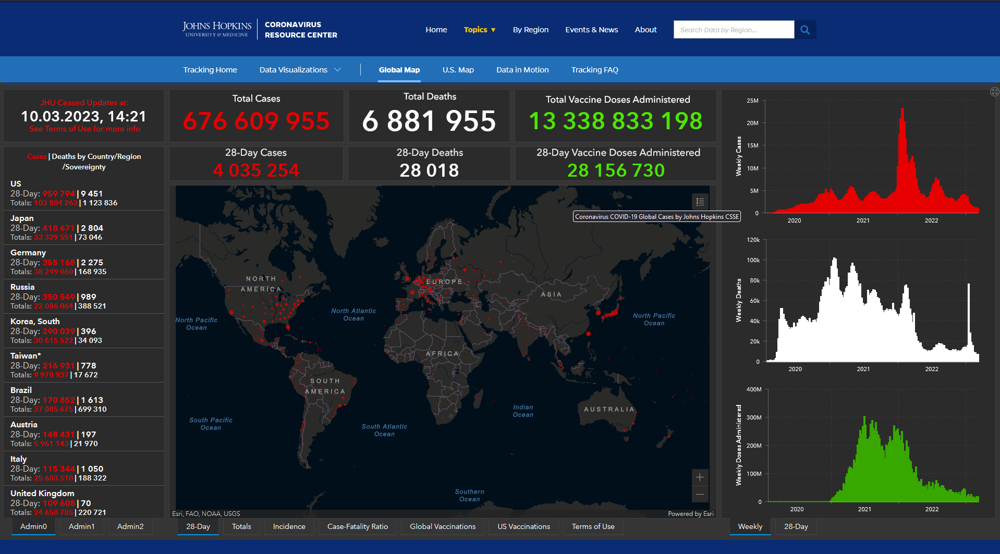 JOHNS HOPKINS
UNIVERSITY & MEDICINE
CORONAVIRUS
RESOURCE CENTER
Home
Topics ▼
By Region
Events & News
About
Search Data by Region...
Tracking Home
Data Visualizations
Global Map
U.S. Map
Data in Motion
Tracking FAQ
JHU Ceased Updates at:
10.03.2023, 14:21
See Terms of Use for more info
Total Cases
676 609 955
Total Deaths
6 881 955
Total Vaccine Doses Administered
13 338 833 198
28-Day Cases
4 035 254
28-Day Deaths
28 018
28-Day Vaccine Doses Administered
28 156 730
Cases | Deaths by Country/Region
/Sovereignty
US
28-Day: 959 794 | 9 451
Totals: 103 804 263 | 1 123 836
Japan
28-Day: 418 671 | 2 804
Totals: 33 329 551 | 73 046
Germany
28-Day: 355 168 | 2 275
Totals: 38 249 060 | 168 935
Russia
28-Day: 350 549 | 989
Totals: 22 086 064 | 388 521
Korea, South
28-Day: 290 039 | 396
Totals: 30 615 522 | 34 093
Taiwan*
28-Day: 216 931 | 778
Totals: 9 970 937 | 17 672
Brazil
28-Day: 170 852 | 1 613
Totals: 37 085 675 | 699 310
Austria
28-Day: 148 431 | 197
Totals: 5 961 143 | 21 970
Italy
28-Day: 115 344 | 1 050
Totals: 25 603 510 | 188 322
United Kingdom
28-Day: 109 608 | 70
Totals: 24 658 705 | 220 721
Admin0
Admin1
Admin2
Coronavirus COVID-19 Global Cases by Johns Hopkins CSSE
NORTH
AMERICA
EUROPE
ASIA
North Pacific
Ocean
North Atlantic
Ocean
North Pacific
Ocean
AFRICA
SOUTH
AMERICA
Indian
Ocean
AUSTRALIA
South Pacific
Ocean
South Atlantic
Ocean
Southern
Ocean
Esri, FAO, NOAA, USGS
Powered by Esri
28-Day
Totals
Incidence
Case-Fatality Ratio
Global Vaccinations
US Vaccinations
Terms of Use
Weekly Cases
25M
20M
15M
10M
5M
0
2020
2021
2022
Weekly Deaths
120k
100k
80k
60k
40k
20k
0
2020
2021
2022
Weekly Doses Administered
400M
300M
200M
100M
0
2020
2021
2022
Weekly
28-Day